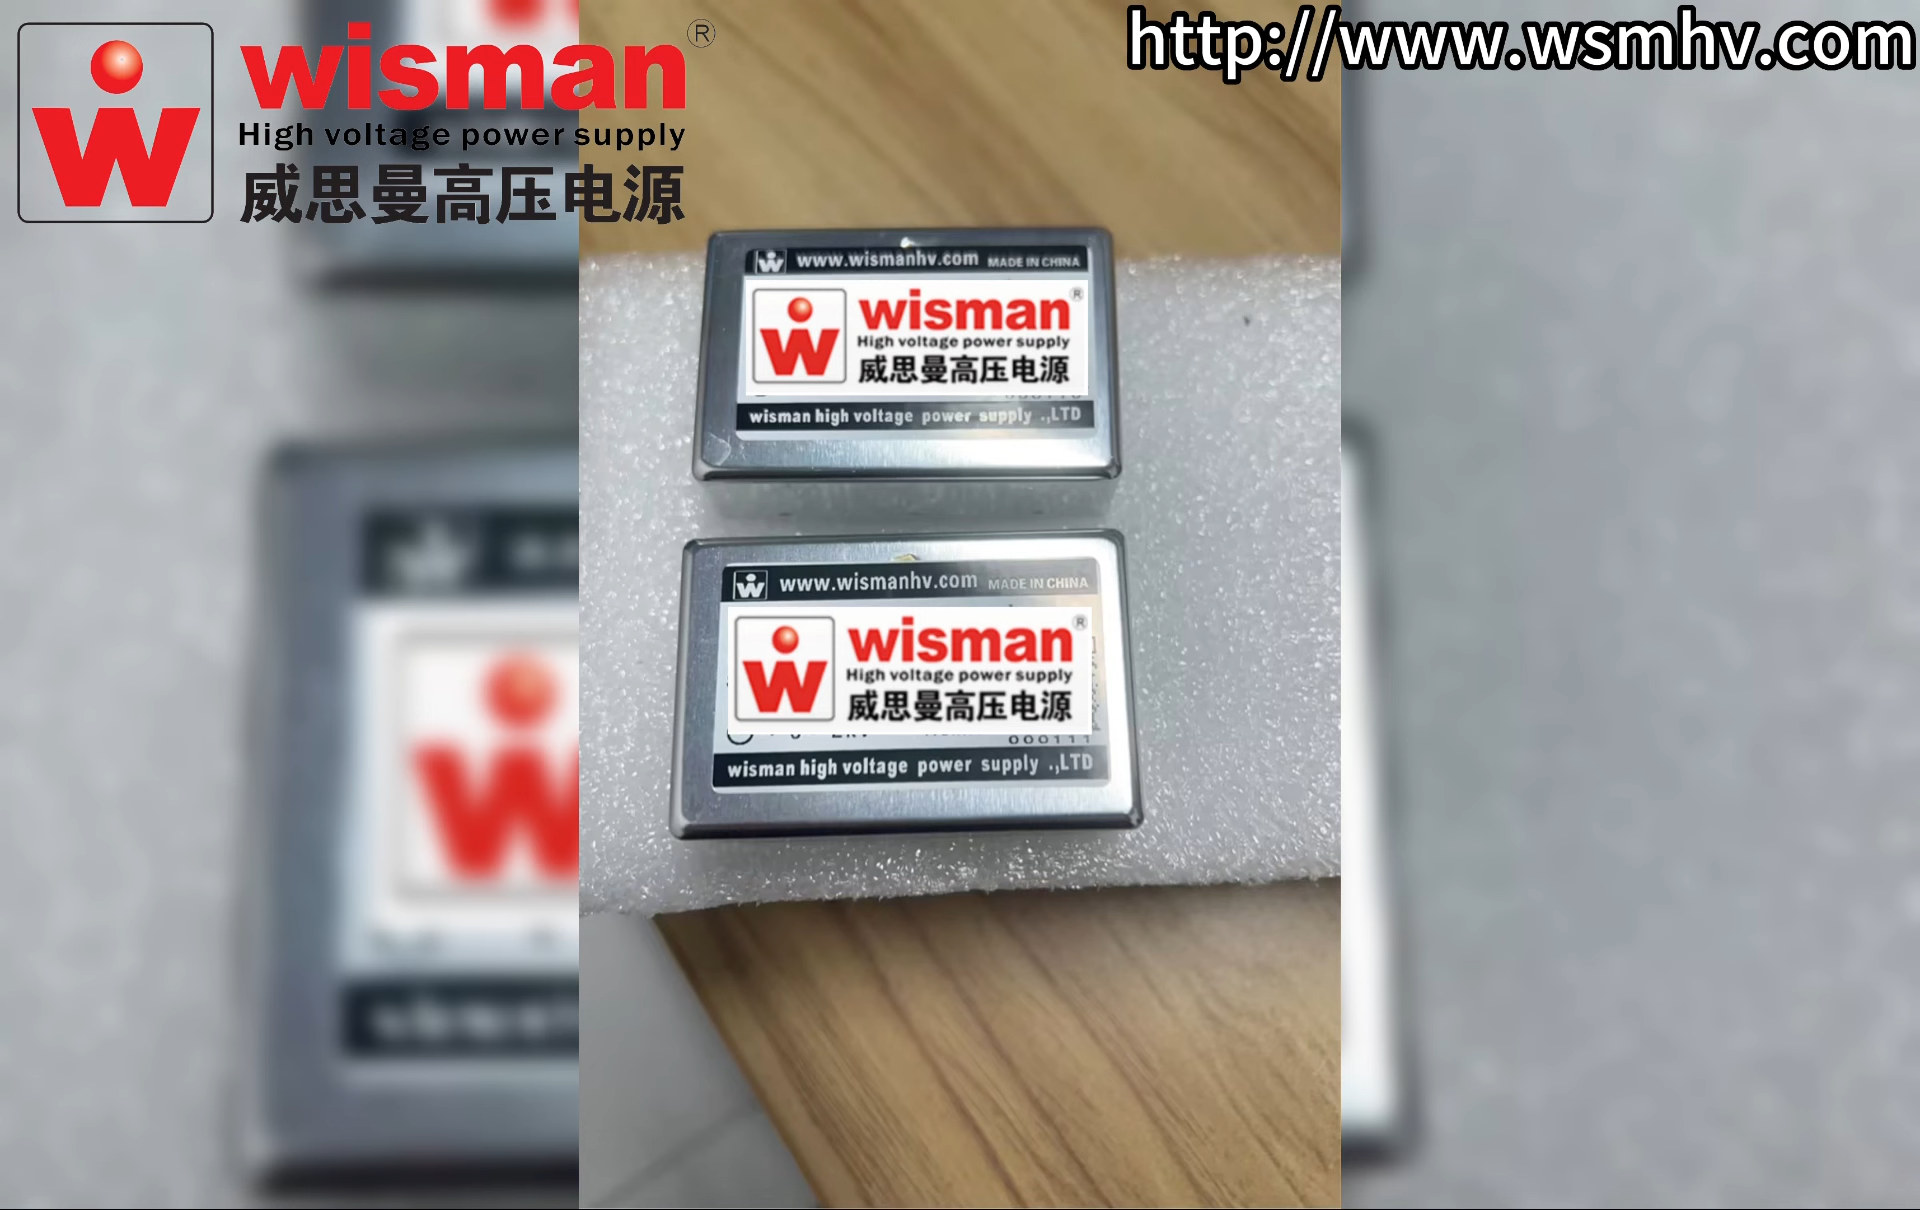 wisman®
High voltage power supply
威思曼高压电源
http://www.wsmhv.com
www.wismanhv.com MADE IN CHINA
wisman®
High voltage power supply
威思曼高压电源
wisman high voltage power supply .,LTD
www.wismanhv.com MADE IN CHINA
wisman®
High voltage power supply
威思曼高压电源
000111
wisman high voltage power supply .,LTD